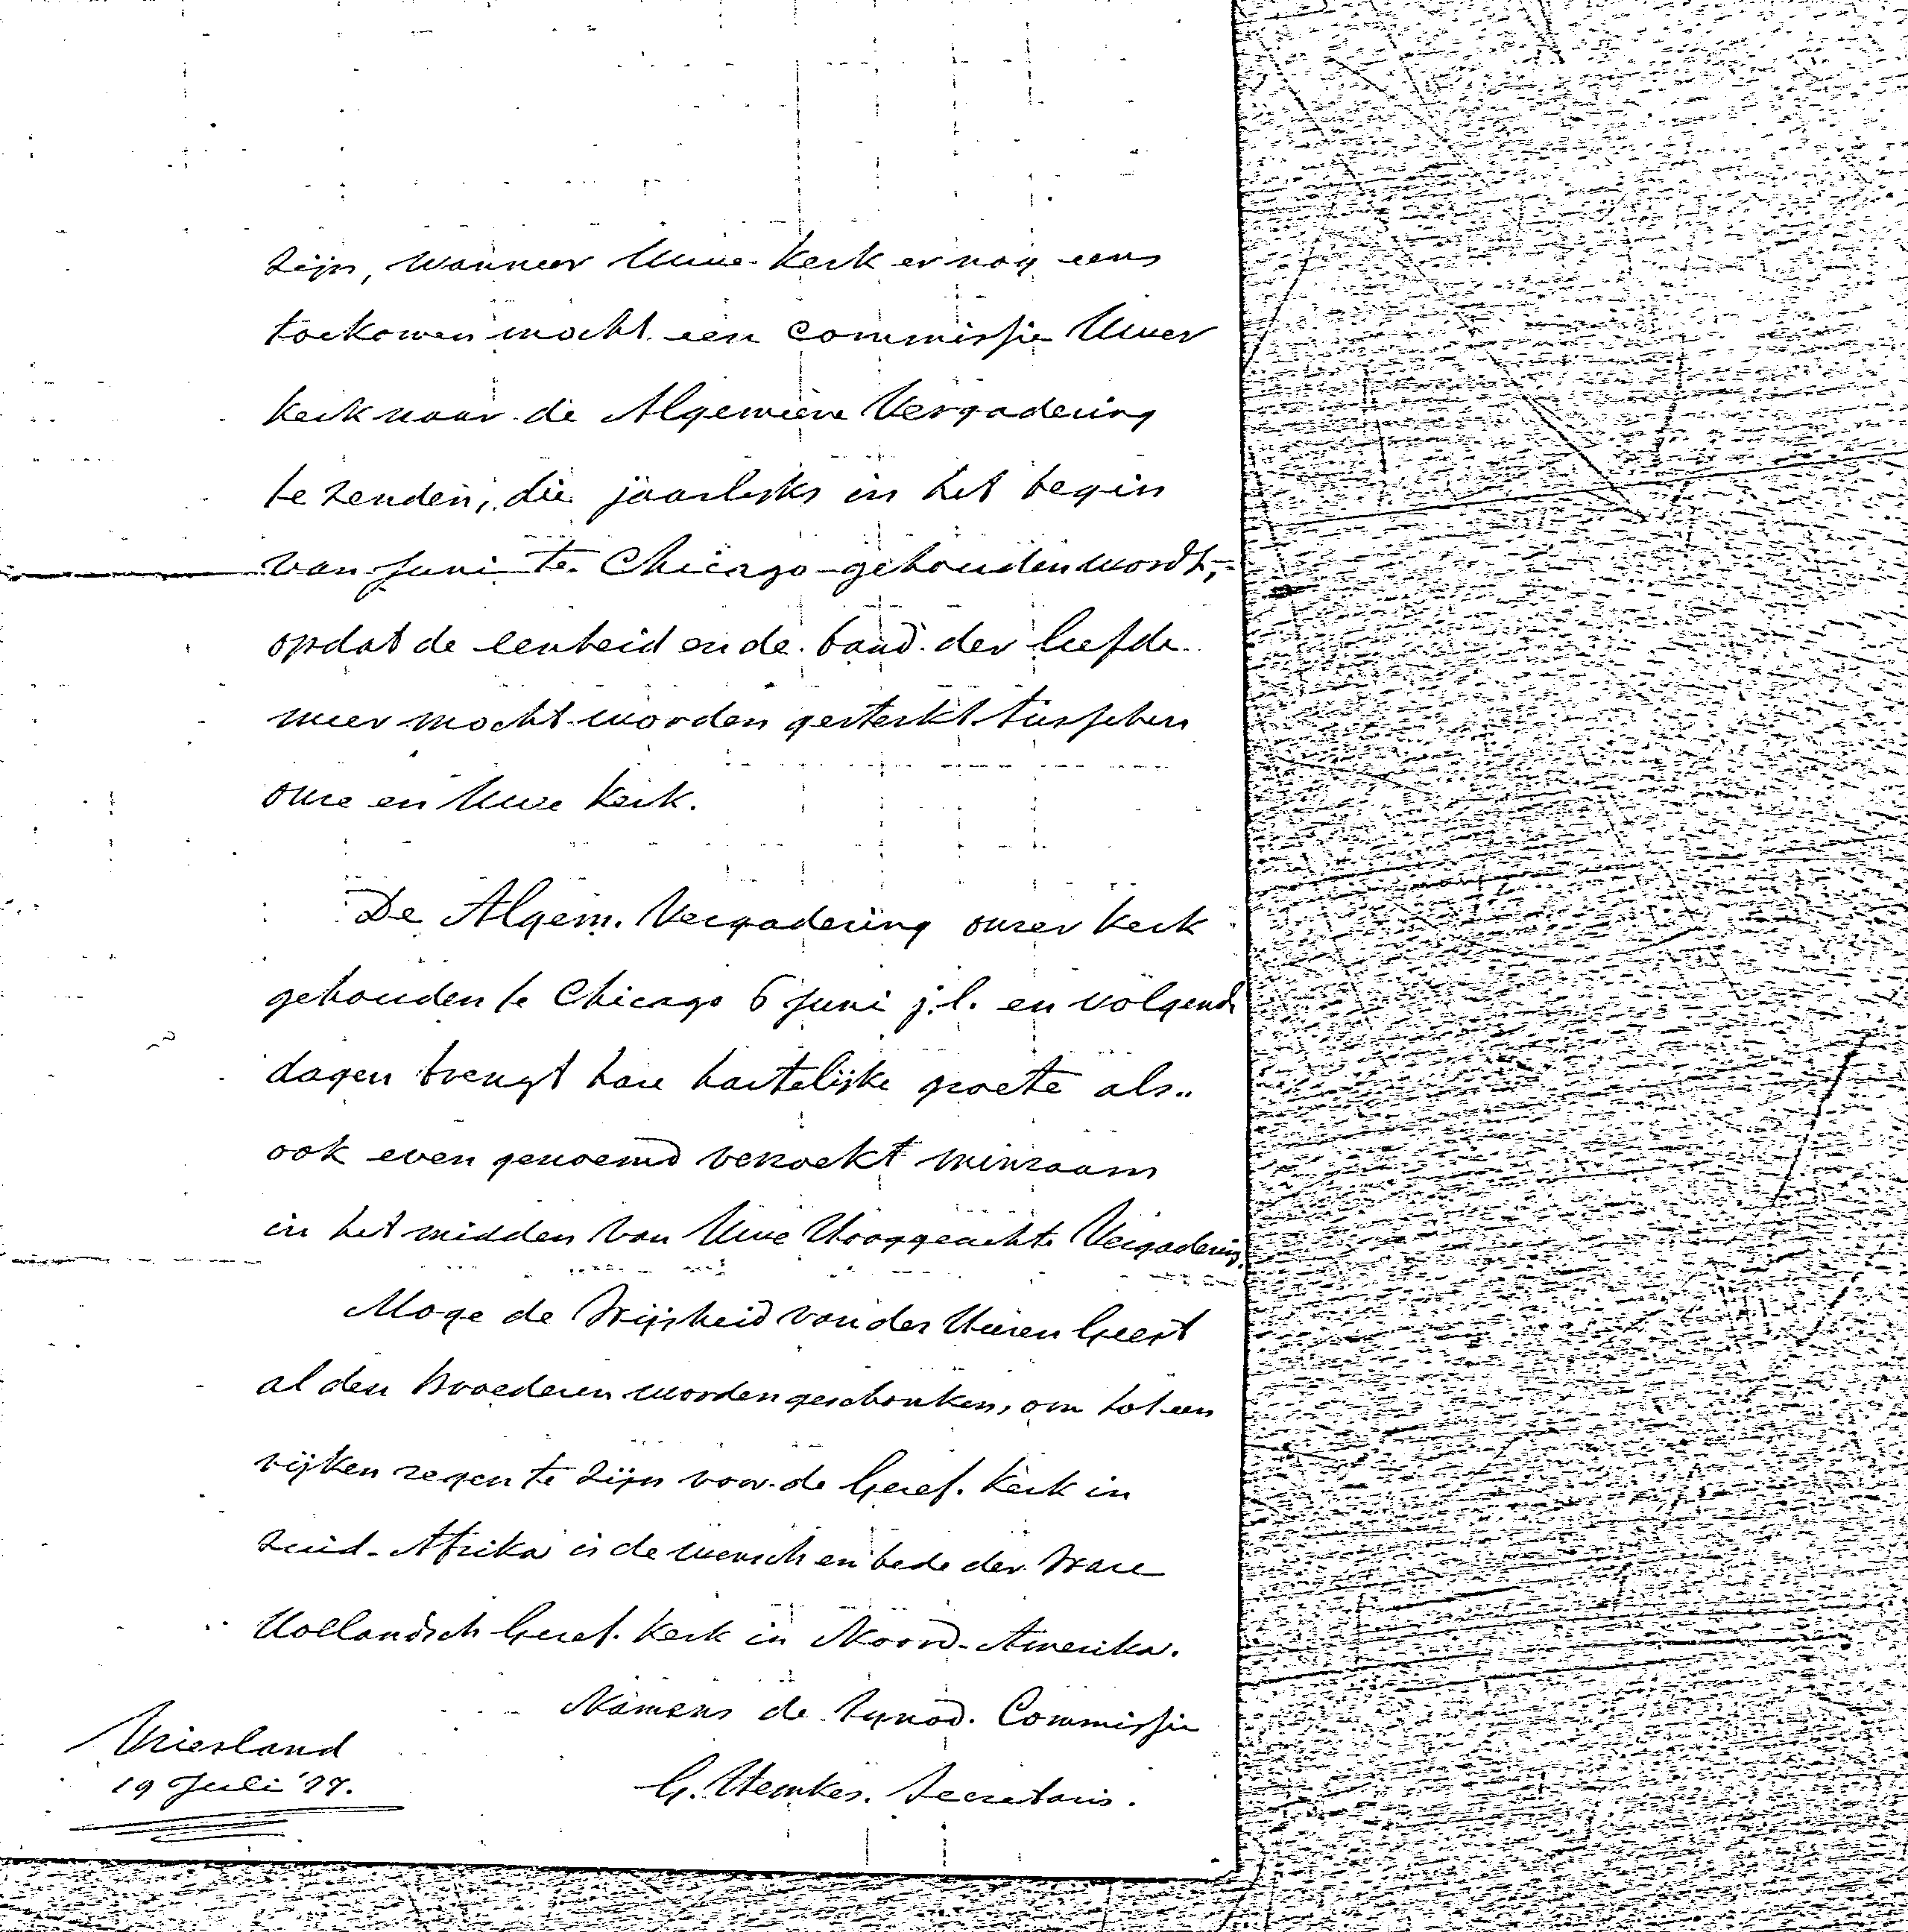 zijn, wanneer Uwe Kerk er nog eens
toekomen mocht een Commissie Uwer
Kerk naar de Algemeene Vergadering
te zenden, die jaarlijks in het begin
van Juni te Chicago gehouden wordt,
opdat de eenheid en de band der liefde
meer mocht worden gesterkt tusschen
onze en Uwe Kerk.
De Algem. Vergadering onzer Kerk
gehouden te Chicago 6 Juni j.l. en volgende
dagen brengt hare hartelijke groete als
ook even genoemd verzoekt minzaam
in het midden van Uwe Hooggeachte Vergadering.
Moge de Wijsheid van des Heeren Geest
al den Broederen worden geschonken, om tot een
rijken zegen te zijn voor de Geref. Kerk in
Zuid-Afrika is de wensch en bede der Ware
Hollandsch Geref. Kerk in Noord-Amerika.
Namens de Synod. Commissie
Vriesland
19 Juli '77.
G. Hemkes. Secretaris.